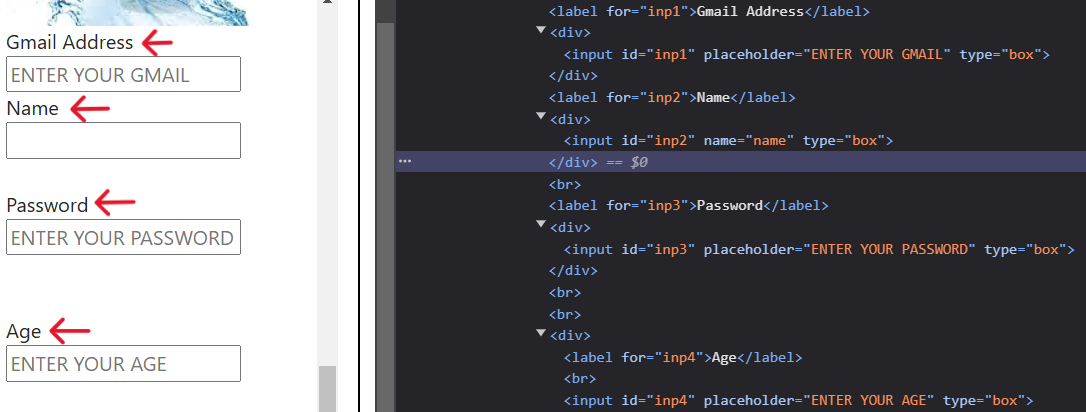 Gmail Address
ENTER YOUR GMAIL
Name
Password
ENTER YOUR PASSWORD
Age
ENTER YOUR AGE
<label for="inp1">Gmail Address</label>
▼<div>
<input id="inp1" placeholder="ENTER YOUR GMAIL" type="box">
</div>
<label for="inp2">Name</label>
▼<div>
<input id="inp2" name="name" type="box">
</div> == $0
<br>
<label for="inp3">Password</label>
▼<div>
<input id="inp3" placeholder="ENTER YOUR PASSWORD" type="box">
</div>
<br>
<br>
▼<div>
<label for="inp4">Age</label>
<br>
<input id="inp4" placeholder="ENTER YOUR AGE" type="box">